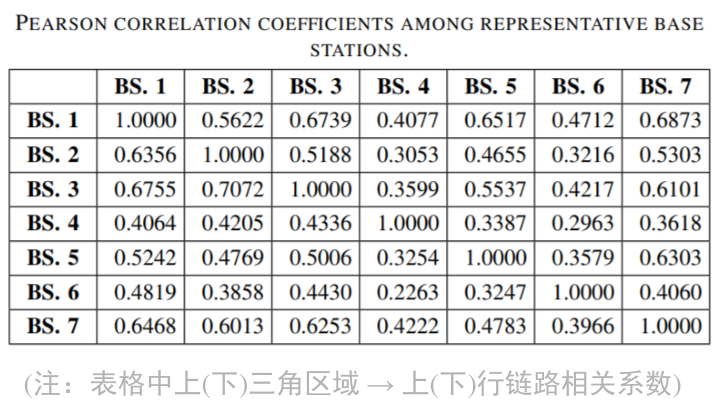 PEARSON CORRELATION COEFFICIENTS AMONG REPRESENTATIVE BASE
STATIONS.
BS. 1 BS. 2 BS. 3 BS. 4 BS. 5 BS. 6 BS. 7
BS. 1 1.0000 0.5622 0.6739 0.4077 0.6517 0.4712 0.6873
BS. 2 0.6356 1.0000 0.5188 0.3053 0.4655 0.3216 0.5303
BS. 3 0.6755 0.7072 1.0000 0.3599 0.5537 0.4217 0.6101
BS. 4 0.4064 0.4205 0.4336 1.0000 0.3387 0.2963 0.3618
BS. 5 0.5242 0.4769 0.5006 0.3254 1.0000 0.3579 0.6303
BS. 6 0.4819 0.3858 0.4430 0.2263 0.3247 1.0000 0.4060
BS. 7 0.6468 0.6013 0.6253 0.4222 0.4783 0.3966 1.0000
(注：表格中上(下)三角区域 → 上(下)行链路相关系数)